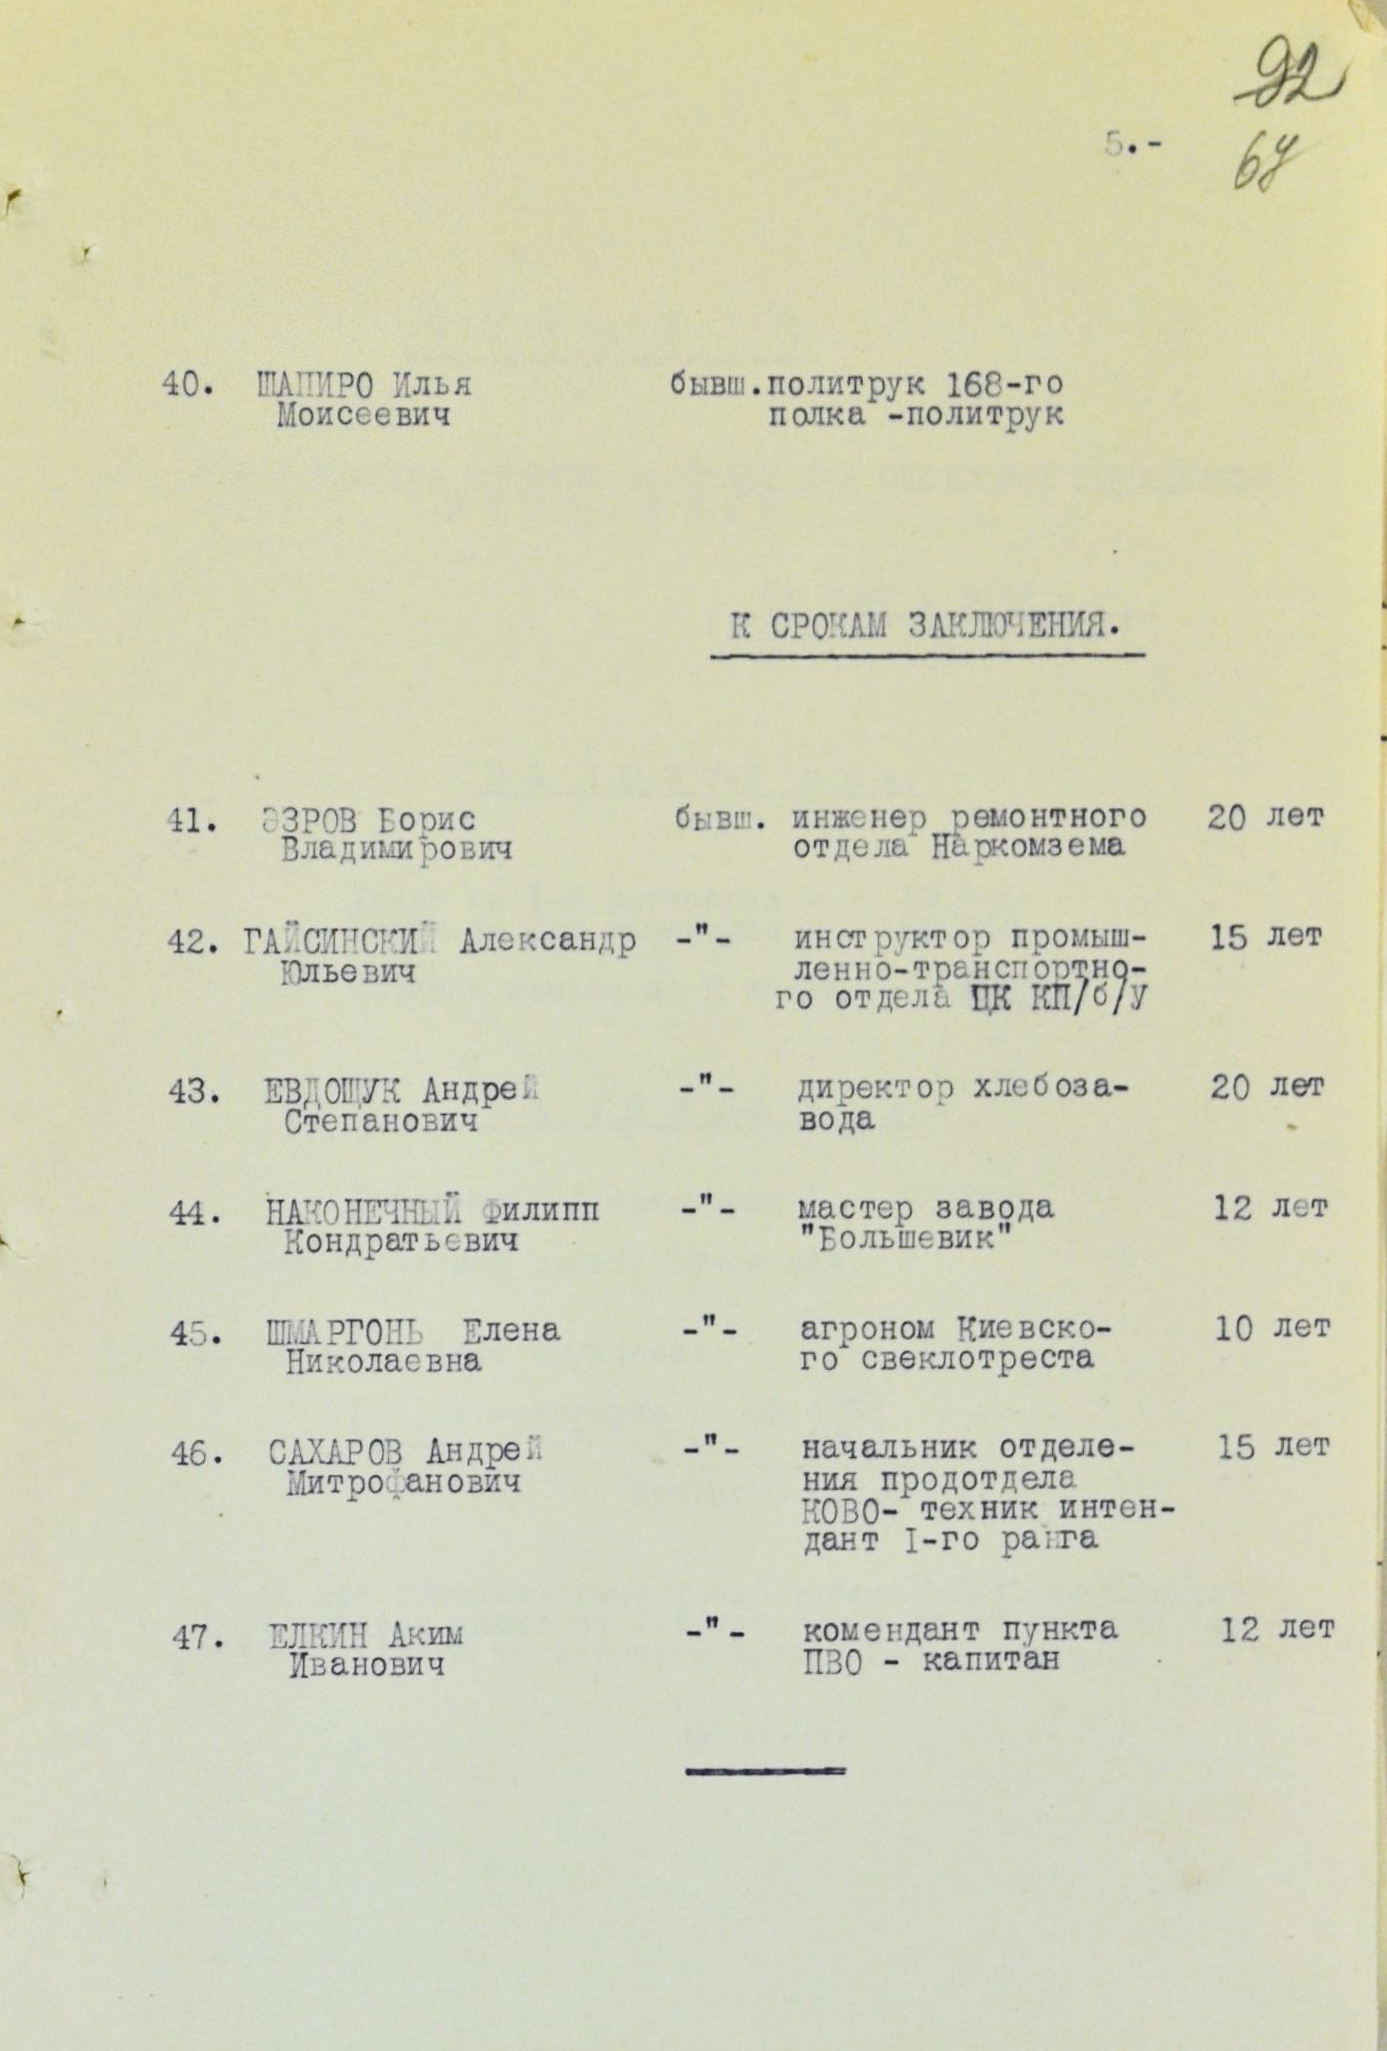 92
5.-
40. ШАПИРО Илья бывш.политрук 168-го
Моисеевич полка -политрук
К СРОКАМ ЗАКЛЮЧЕНИЯ.
41. ЭЗРОВ Борис бывш. инженер ремонтного 20 лет
Владимирович отдела Наркомзема
42. ГАЙСИНСКИЙ Александр -"- инструктор промыш- 15 лет
Юльевич ленно-транспортно-
го отдела ЦК КП/б/У
43. ЕВДОЩУК Андрей -"- директор хлебоза- 20 лет
Степанович вода
44. НАКОНЕЧНЫЙ Филипп -"- мастер завода 12 лет
Кондратьевич "Большевик"
45. ШМАРГОНЬ Елена -"- агроном Киевско- 10 лет
Николаевна го свеклотреста
46. САХАРОВ Андрей -"- начальник отделе- 15 лет
Митрофанович ния продотдела
КОВО- техник интен-
дант I-го ранга
47. ЕЛКИН Аким -"- комендант пункта 12 лет
Иванович ПВО - капитан